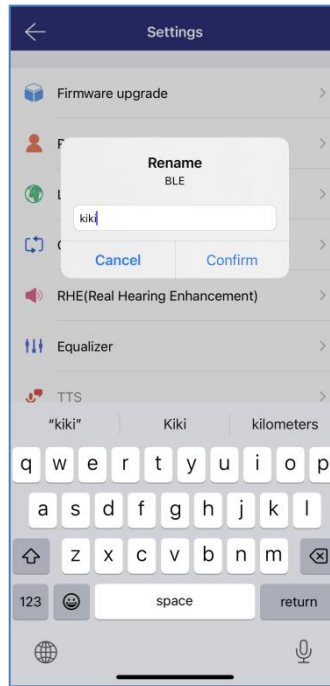 Settings
Firmware upgrade
Rename
BLE
kiki
Cancel Confirm
RHE(Real Hearing Enhancement)
Equalizer
TTS
"kiki" Kiki kilometers
q w e r t y u i o p
a s d f g h j k l
z x c v b n m
123 space return